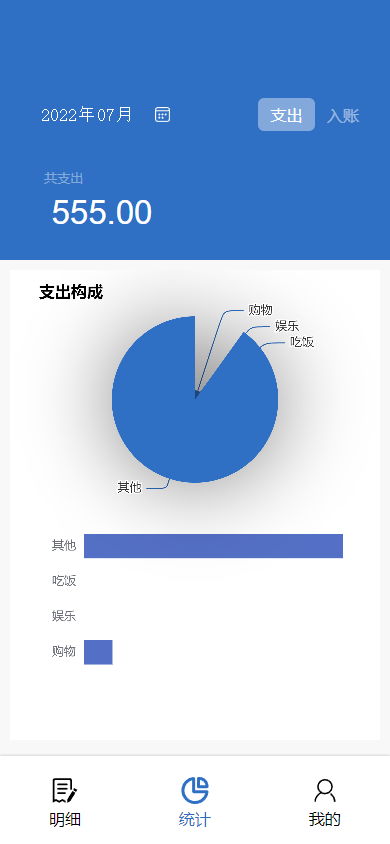 2022年07月
支出
入账
共支出
555.00
支出构成
购物
娱乐
吃饭
其他
其他
吃饭
娱乐
购物
明细
统计
我的